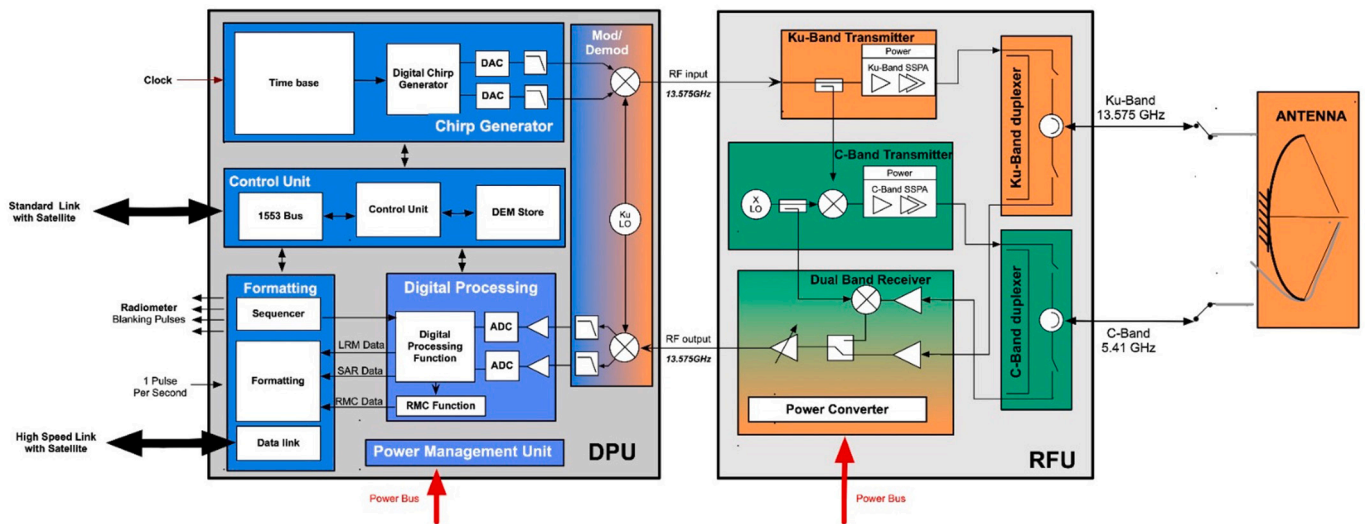 Clock
Time base
Digital Chirp
Generator
DAC
DAC
Chirp Generator
Mod/
Demod
Ku
LO
Control Unit
1553 Bus
Control Unit
DEM Store
Standard Link
with Satellite
Formatting
Sequencer
Formatting
Data link
Radiometer
Blanking Pulses
1 Pulse
Per Second
High Speed Link
with Satellite
LRM Data
SAR Data
RMC Data
Digital Processing
Digital
Processing
Function
ADC
ADC
RMC Function
Power Management Unit
DPU
Power Bus
RF input
13.575GHz
RF output
13.575GHz
Ku-Band Transmitter
Power
Ku-Band SSPA
C-Band Transmitter
Power
C-Band SSPA
X
LO
Dual Band Receiver
Power Converter
Ku-Band duplexer
C-Band duplexer
RFU
Power Bus
Ku-Band
13.575 GHz
C-Band
5.41 GHz
ANTENNA